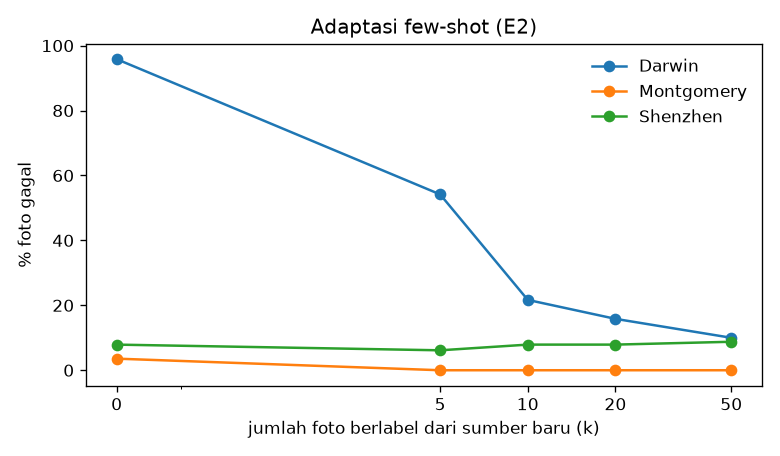 Adaptasi few-shot (E2)
Darwin
Montgomery
Shenzhen
% foto gagal
100
80
60
40
20
0
0 5 10 20 50
jumlah foto berlabel dari sumber baru (k)